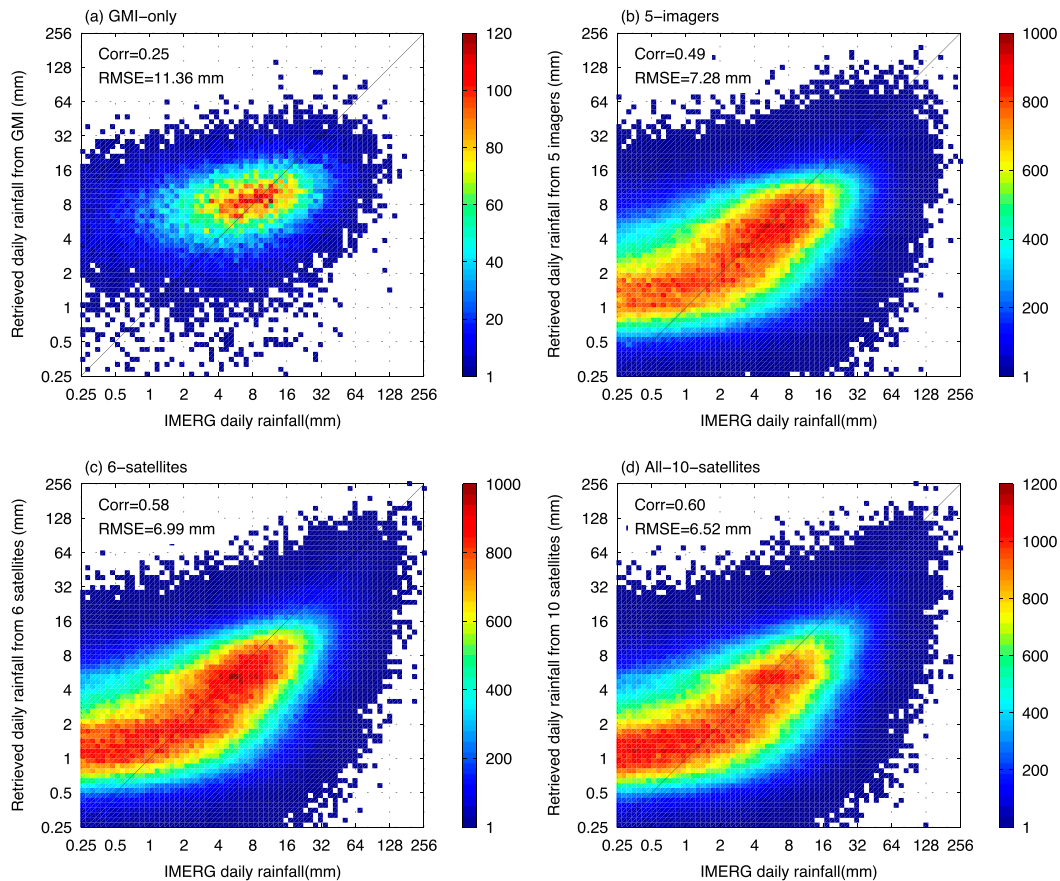 (a) GMI-only
Corr=0.25
RMSE=11.36 mm
Retrieved daily rainfall from GMI (mm)
256
128
64
32
16
8
4
2
1
0.5
0.25
0.25 0.5 1 2 4 8 16 32 64 128 256
IMERG daily rainfall(mm)
120
100
80
60
40
20
1
(b) 5-imagers
Corr=0.49
RMSE=7.28 mm
Retrieved daily rainfall from 5 imagers (mm)
256
128
64
32
16
8
4
2
1
0.5
0.25
0.25 0.5 1 2 4 8 16 32 64 128 256
IMERG daily rainfall(mm)
1000
800
600
400
200
1
(c) 6-satellites
Corr=0.58
RMSE=6.99 mm
Retrieved daily rainfall from 6 satellites (mm)
256
128
64
32
16
8
4
2
1
0.5
0.25
0.25 0.5 1 2 4 8 16 32 64 128 256
IMERG daily rainfall(mm)
1000
800
600
400
200
1
(d) All-10-satellites
Corr=0.60
RMSE=6.52 mm
Retrieved daily rainfall from 10 satellites (mm)
256
128
64
32
16
8
4
2
1
0.5
0.25
0.25 0.5 1 2 4 8 16 32 64 128 256
IMERG daily rainfall(mm)
1200
1000
800
600
400
200
1